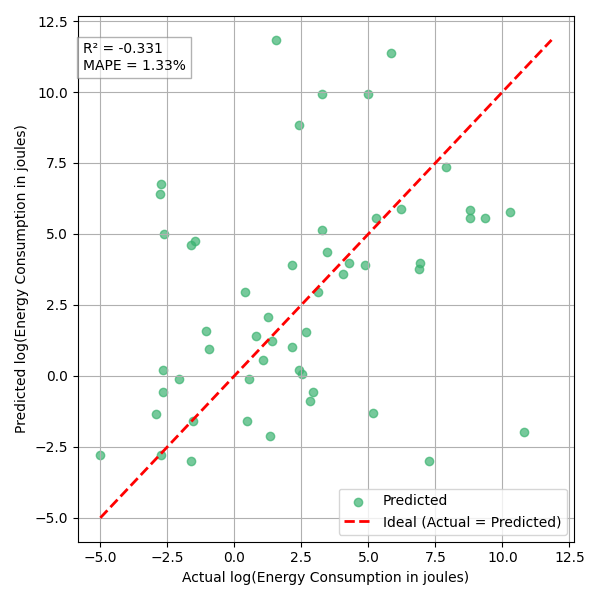 12.5
10.0
7.5
5.0
2.5
0.0
−2.5
−5.0
Predicted log(Energy Consumption in joules)
R² = -0.331
MAPE = 1.33%
Predicted
Ideal (Actual = Predicted)
−5.0 −2.5 0.0 2.5 5.0 7.5 10.0 12.5
Actual log(Energy Consumption in joules)